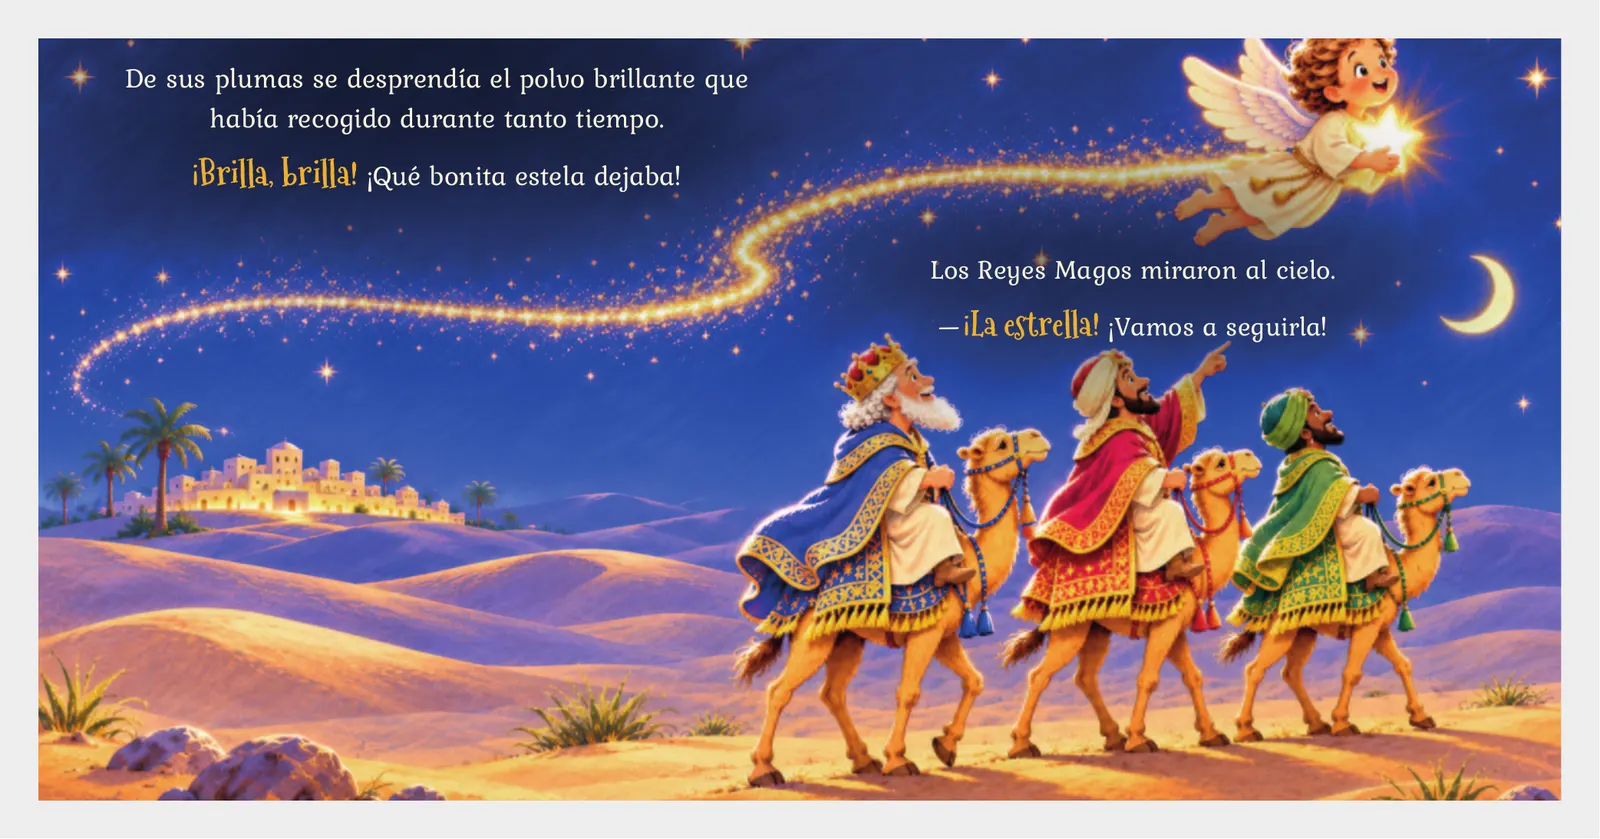 De sus plumas se desprendía el polvo brillante que
había recogido durante tanto tiempo.
¡Brilla, brilla! ¡Qué bonita estela dejaba!
Los Reyes Magos miraron al cielo.
—¡La estrella! ¡Vamos a seguirla!